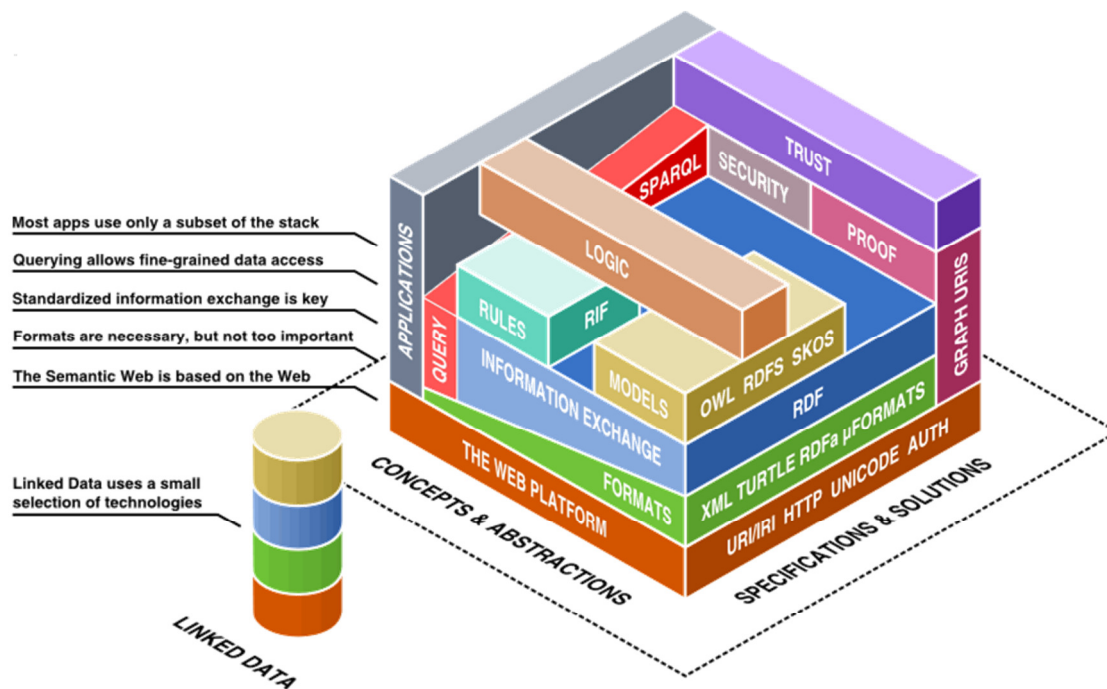 Most apps use only a subset of the stack
Querying allows fine-grained data access
Standardized information exchange is key
Formats are necessary, but not too important
The Semantic Web is based on the Web
Linked Data uses a small
selection of technologies
LINKED DATA
APPLICATIONS
TRUST
SPARQL
SECURITY
PROOF
LOGIC
GRAPH URIS
RULES
RIF
QUERY
MODELS
OWL RDFS SKOS
INFORMATION EXCHANGE
RDF
FORMATS
XML TURTLE RDFa μFORMATS
THE WEB PLATFORM
URI/IRI HTTP UNICODE AUTH
CONCEPTS & ABSTRACTIONS
SPECIFICATIONS & SOLUTIONS